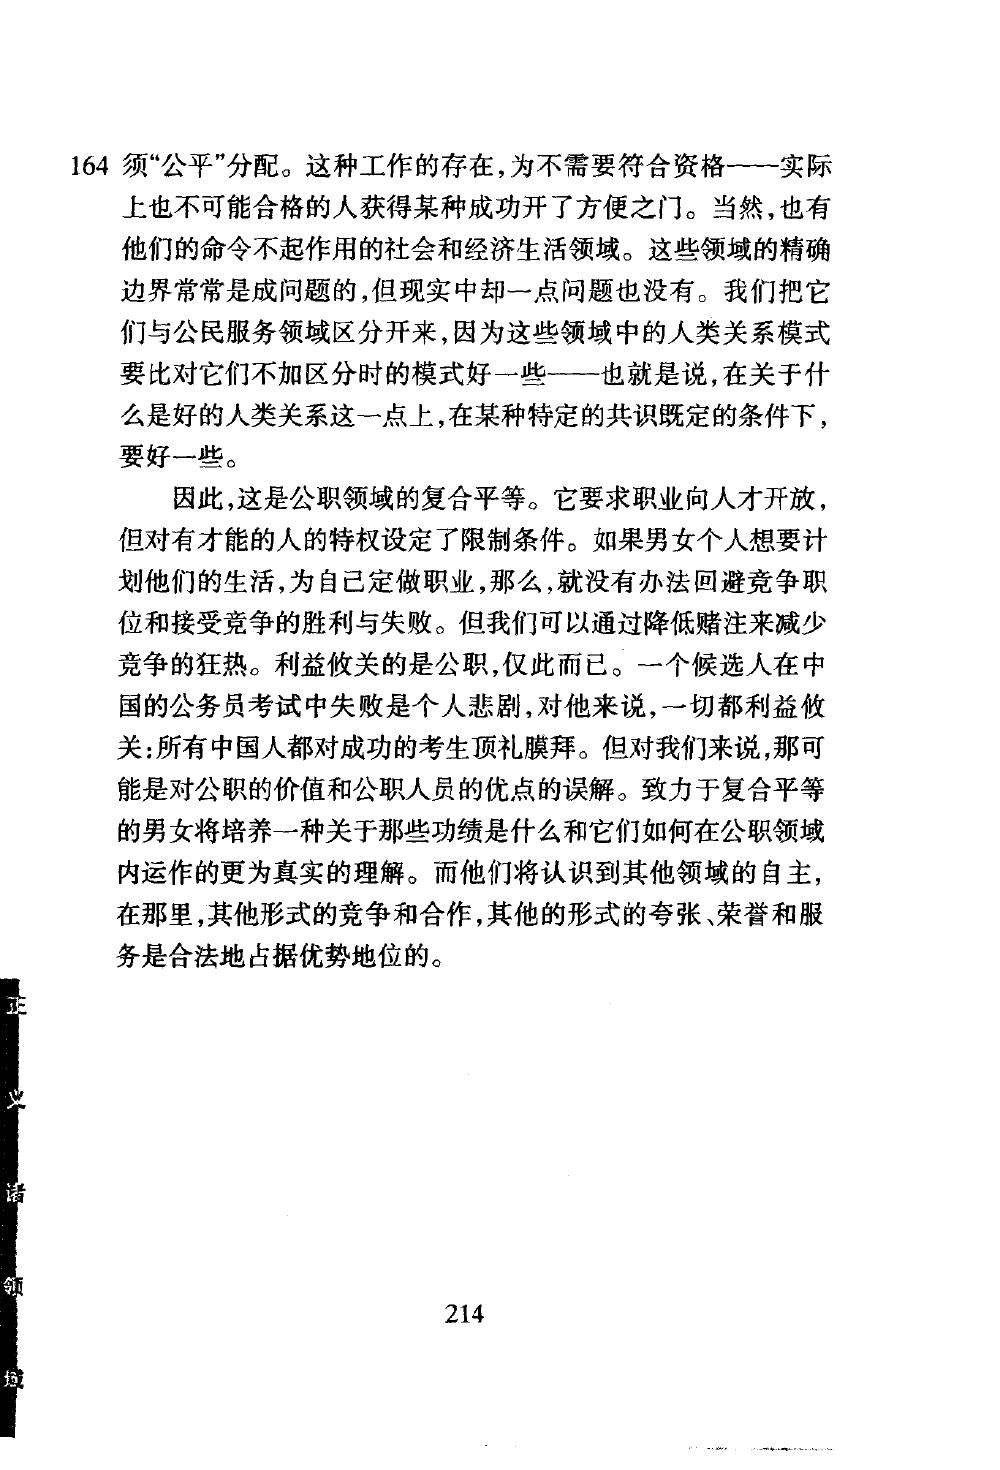 164 须“公平”分配。这种工作的存在,为不需要符合资格——实际
上也不可能合格的人获得某种成功开了方便之门。当然,也有
他们的命令不起作用的社会和经济生活领域。这些领域的精确
边界常常是成问题的,但现实中却一点问题也没有。我们把它
们与公民服务领域区分开来,因为这些领域中的人类关系模式
要比对它们不加区分时的模式好一些——也就是说,在关于什
么是好的人类关系这一点上,在某种特定的共识既定的条件下,
要好一些。
因此,这是公职领域的复合平等。它要求职业向人才开放,
但对有才能的人的特权设定了限制条件。如果男女个人想要计
划他们的生活,为自己定做职业,那么,就没有办法回避竞争职
位和接受竞争的胜利与失败。但我们可以通过降低赌注来减少
竞争的狂热。利益攸关的是公职,仅此而已。一个候选人在中
国的公务员考试中失败是个人悲剧,对他来说,一切都利益攸
关:所有中国人都对成功的考生顶礼膜拜。但对我们来说,那可
能是对公职的价值和公职人员的优点的误解。致力于复合平等
的男女将培养一种关于那些功绩是什么和它们如何在公职领域
内运作的更为真实的理解。而他们将认识到其他领域的自主,
在那里,其他形式的竞争和合作,其他的形式的夸张、荣誉和服
务是合法地占据优势地位的。
正
义
诸
领
域
214